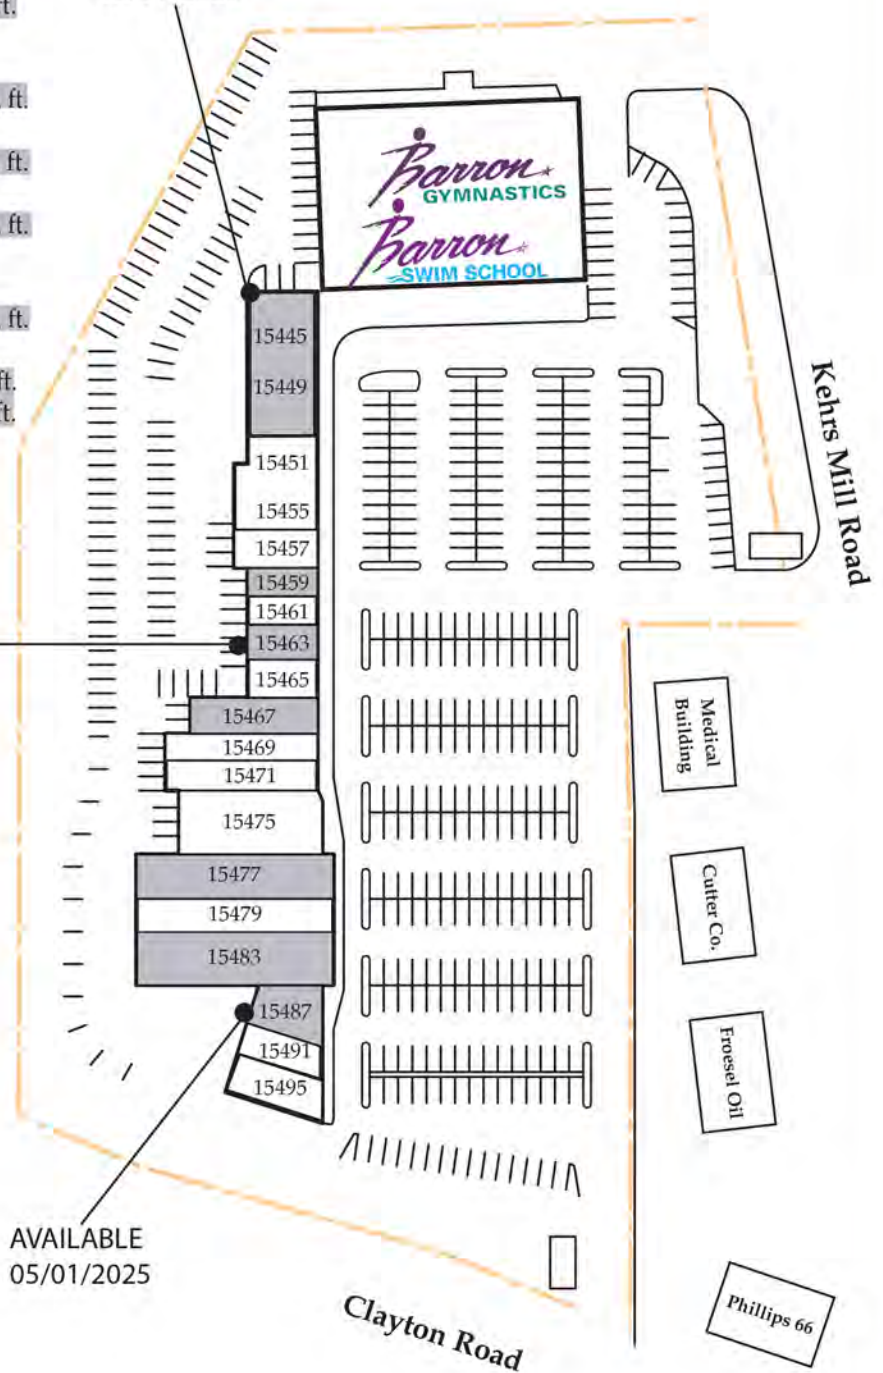 ft.
ft.
ft.
ft.
ft.
ft.
ft.
Barron
GYMNASTICS
Barron
SWIM SCHOOL
15445
15449
15451
15455
15457
15459
15461
15463
15465
15467
15469
15471
15475
15477
15479
15483
15487
15491
15495
Kehrs Mill Road
Medical
Building
Cutter Co.
Froesel Oil
Phillips 66
AVAILABLE
05/01/2025
Clayton Road